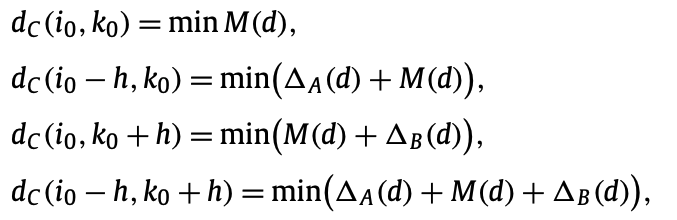 d_C(i_0, k_0) = min M(d),
d_C(i_0 − h, k_0) = min(Δ_A(d) + M(d)),
d_C(i_0, k_0 + h) = min(M(d) + Δ_B(d)),
d_C(i_0 − h, k_0 + h) = min(Δ_A(d) + M(d) + Δ_B(d)),